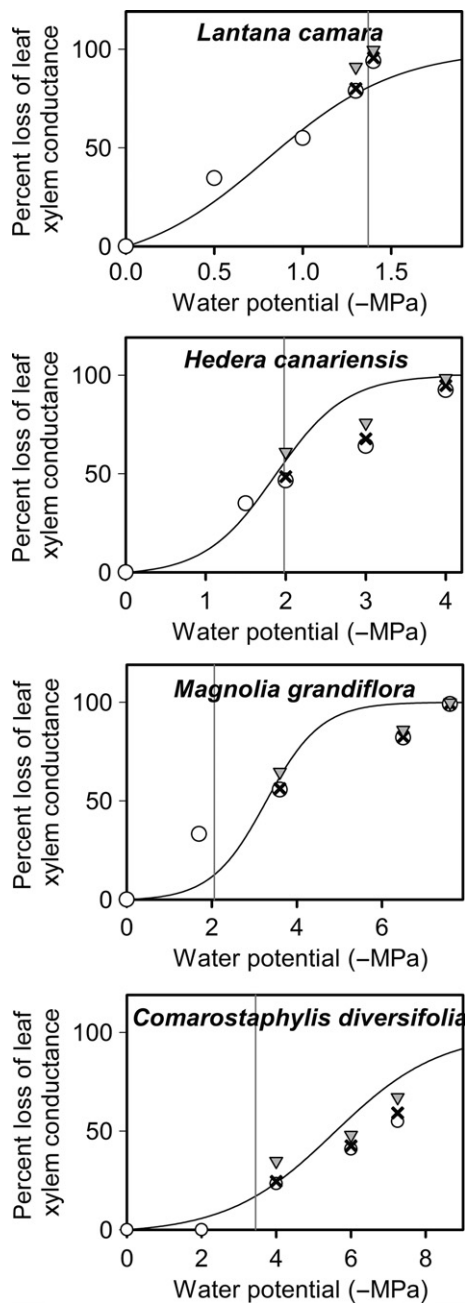 Lantana camara
Percent loss of leaf
xylem conductance
100
50
0
0.0 0.5 1.0 1.5
Water potential (–MPa)
Hedera canariensis
Percent loss of leaf
xylem conductance
100
50
0
0 1 2 3 4
Water potential (–MPa)
Magnolia grandiflora
Percent loss of leaf
xylem conductance
100
50
0
0 2 4 6
Water potential (–MPa)
Comarostaphylis diversifolia
Percent loss of leaf
xylem conductance
100
50
0
0 2 4 6 8
Water potential (–MPa)